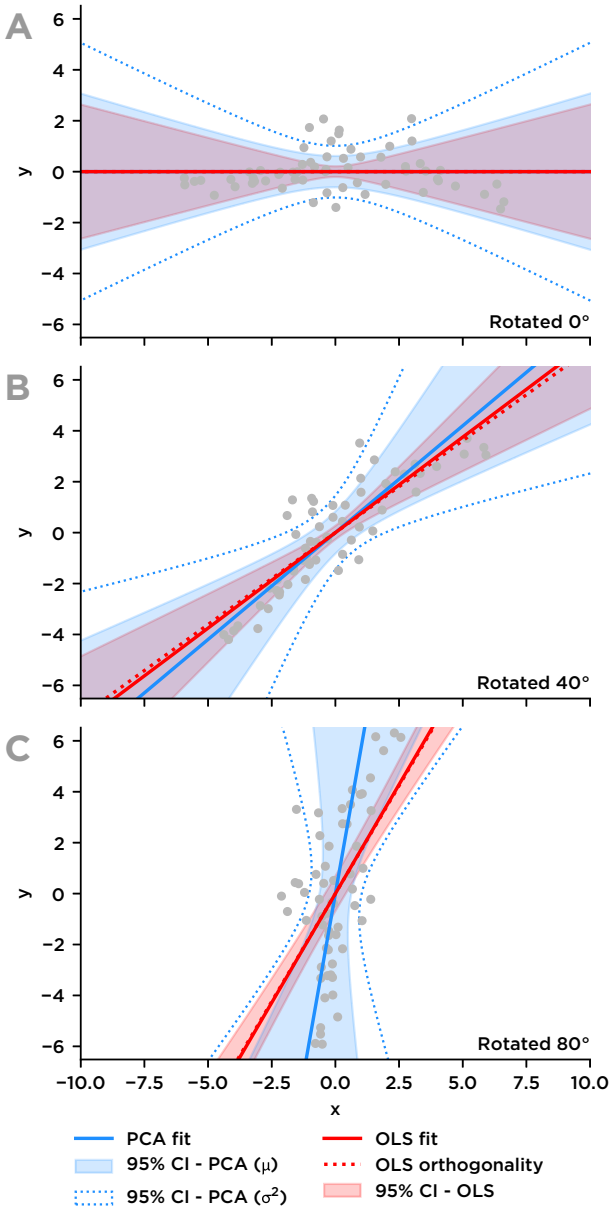 A
6
4
2
0
−2
−4
−6
y
Rotated 0°
B
6
4
2
0
−2
−4
−6
y
Rotated 40°
C
6
4
2
0
−2
−4
−6
y
Rotated 80°
−10.0 −7.5 −5.0 −2.5 0.0 2.5 5.0 7.5 10.0
x
PCA fit OLS fit
95% CI - PCA (μ) OLS orthogonality
95% CI - PCA (σ²) 95% CI - OLS